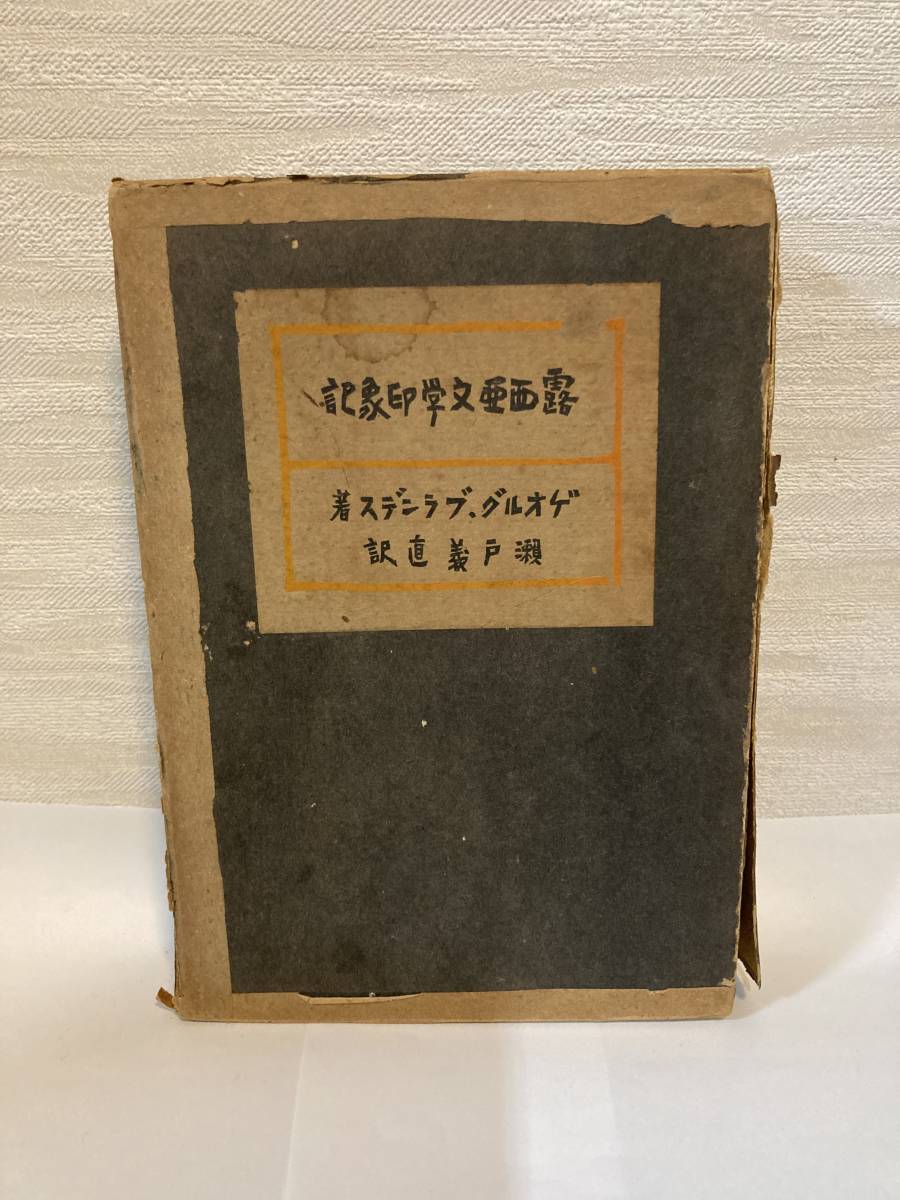 露西亜文学印象記
ゲオルグ、ブランデス著
瀬戸義直訳